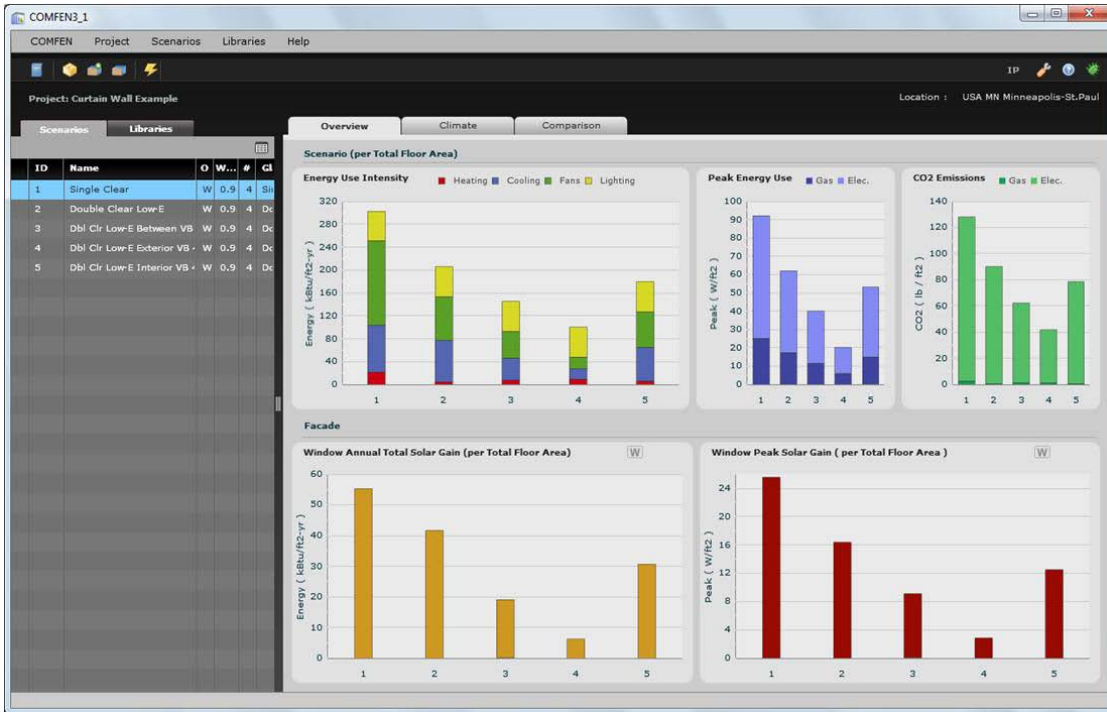 COMFEN3_1
COMFEN Project Scenarios Libraries Help
IP
Project: Curtain Wall Example
Location : USA MN Minneapolis-St.Paul
Scenarios Libraries
Overview Climate Comparison
ID Name O W... # Gl
1 Single Clear W 0.9 4 Sin
2 Double Clear Low-E W 0.9 4 Dc
3 Dbl Clr Low-E Between VB W 0.9 4 Dc
4 Dbl Clr Low-E Exterior VB - W 0.9 4 Dc
5 Dbl Clr Low-E Interior VB - W 0.9 4 Dc
Scenario (per Total Floor Area)
Energy Use Intensity Heating Cooling Fans Lighting
Energy ( kBtu/ft2-yr )
320
280
240
200
160
120
80
40
0
1 2 3 4 5
Peak Energy Use Gas Elec.
Peak ( W/ft2 )
100
90
80
70
60
50
40
30
20
10
0
1 2 3 4 5
CO2 Emissions Gas Elec.
CO2 ( lb / ft2 )
140
120
100
80
60
40
20
0
1 2 3 4 5
Facade
Window Annual Total Solar Gain (per Total Floor Area) W
Energy ( kBtu/ft2-yr )
60
50
40
30
20
10
0
1 2 3 4 5
Window Peak Solar Gain ( per Total Floor Area ) W
Peak ( W/ft2 )
24
20
16
12
8
4
0
1 2 3 4 5